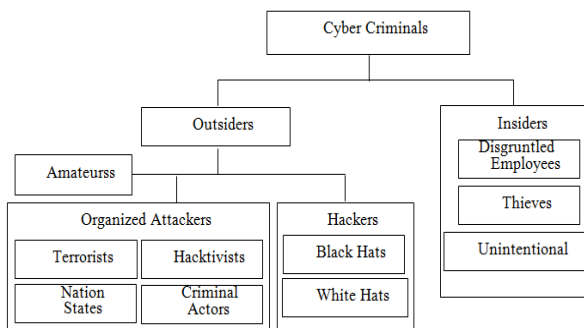 Cyber Criminals
Outsiders
Insiders
Disgruntled
Employees
Thieves
Unintentional
Amateurss
Organized Attackers
Terrorists
Hacktivists
Nation
States
Criminal
Actors
Hackers
Black Hats
White Hats